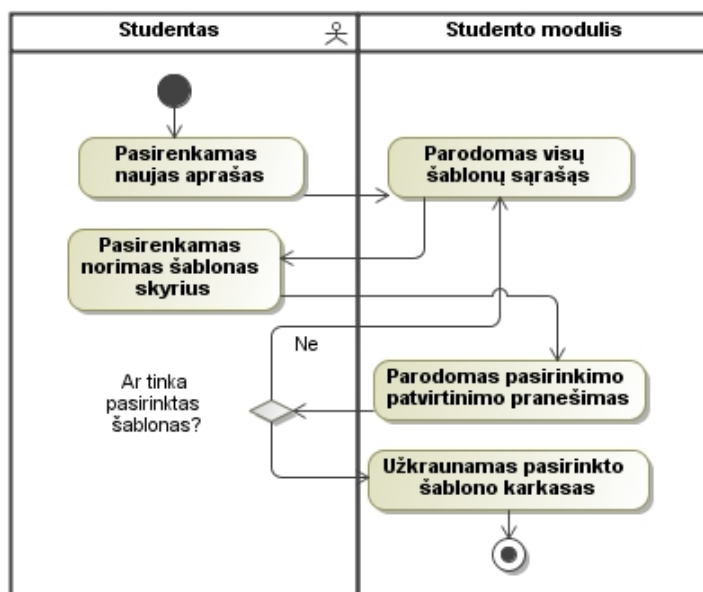 Studentas
Studento modulis
Pasirenkamas
naujas aprašas
Parodomas visų
šablonų sąrašąs
Pasirenkamas
norimas šablonas
skyrius
Ne
Ar tinka
pasirinktas
šablonas?
Parodomas pasirinkimo
patvirtinimo pranešimas
Užkraunamas pasirinkto
šablono karkasas